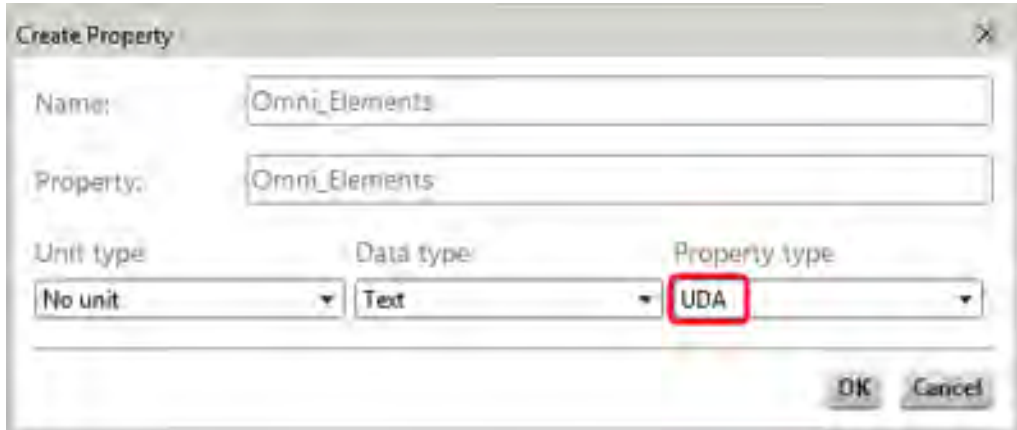 Create Property
Name: Omni_Elements
Property: Omni_Elements
Unit type Data type Property type
No unit Text UDA
OK Cancel